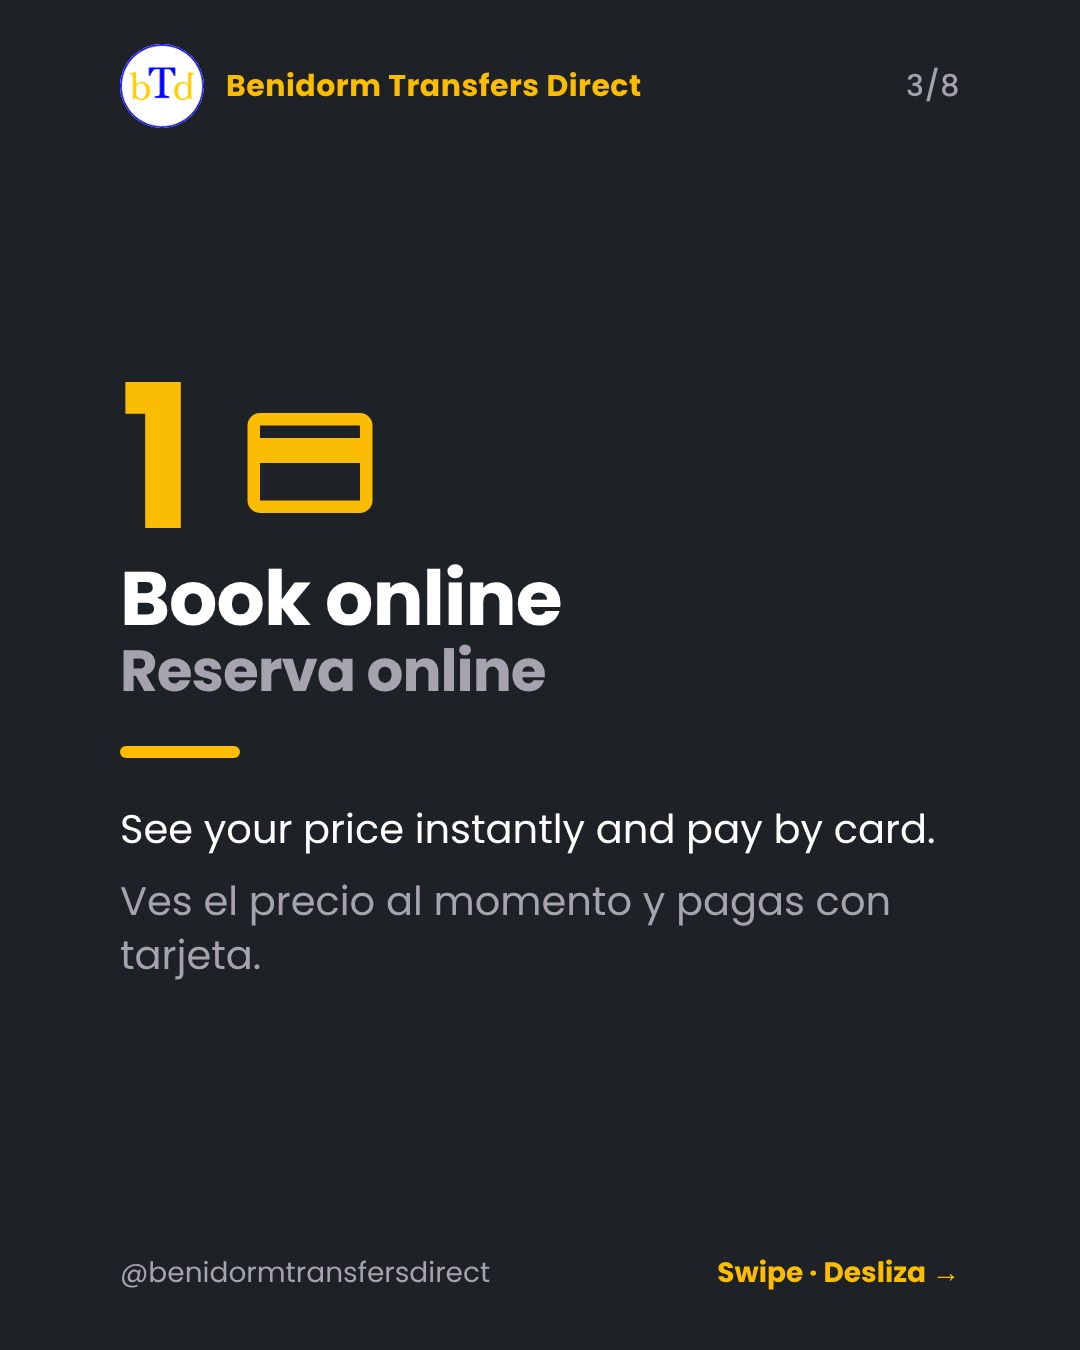 bTd
Benidorm Transfers Direct
3/8
1
Book online
Reserva online
See your price instantly and pay by card.
Ves el precio al momento y pagas con
tarjeta.
@benidormtransfersdirect
Swipe · Desliza →